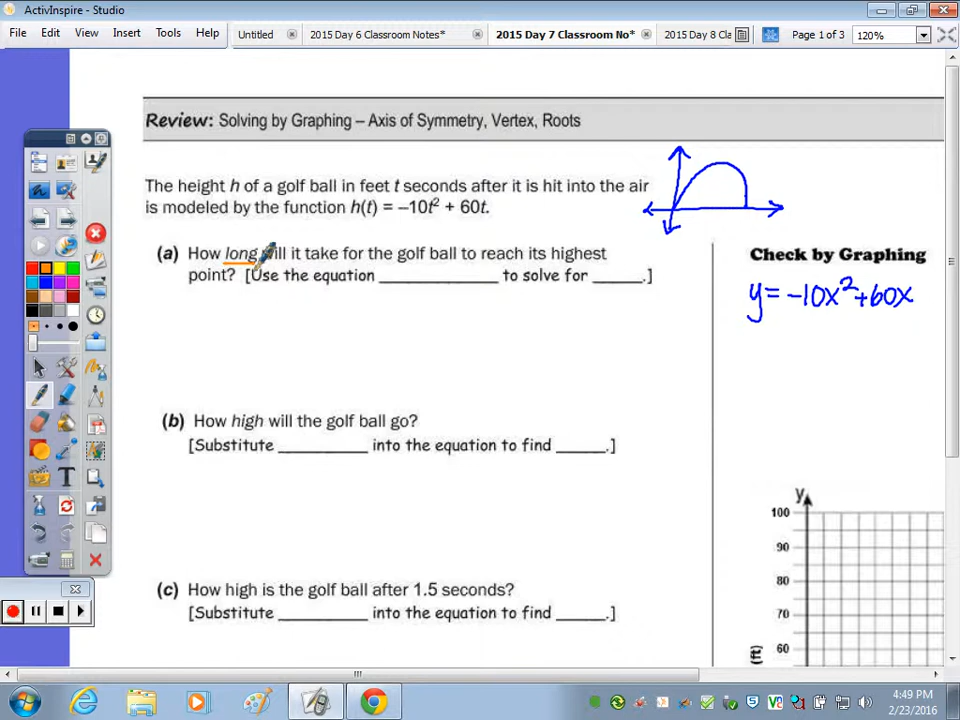 ActivInspire - Studio
File Edit View Insert Tools Help Untitled 2015 Day 6 Classroom Notes* 2015 Day 7 Classroom No* 2015 Day 8 Cla Page 1 of 3 120%
Review: Solving by Graphing – Axis of Symmetry, Vertex, Roots
The height h of a golf ball in feet t seconds after it is hit into the air
is modeled by the function h(t) = –10t² + 60t.
(a) How long will it take for the golf ball to reach its highest
point? [Use the equation ______________ to solve for ______.]
Check by Graphing
y = -10x² + 60x
(b) How high will the golf ball go?
[Substitute ___________ into the equation to find ______.]
y
100
90
80
70
60
(ft)
(c) How high is the golf ball after 1.5 seconds?
[Substitute ___________ into the equation to find ______.]
4:49 PM
2/23/2016